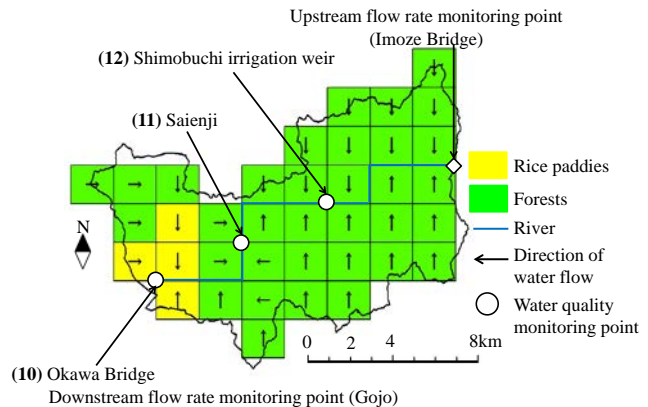 Upstream flow rate monitoring point
(Imoze Bridge)
(12) Shimobuchi irrigation weir
(11) Saienji
Rice paddies
Forests
River
Direction of
water flow
Water quality
monitoring point
N
0 2 4 8km
(10) Okawa Bridge
Downstream flow rate monitoring point (Gojo)